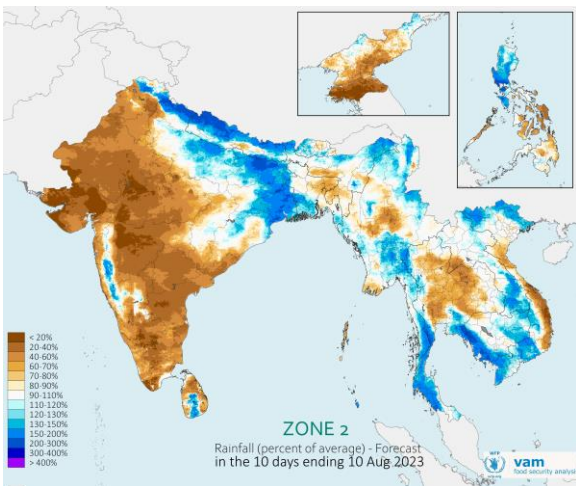 < 20%
20-40%
40-60%
60-70%
70-80%
80-90%
90-110%
110-120%
120-130%
130-150%
150-200%
200-300%
300-400%
> 400%
ZONE 2
Rainfall (percent of average) - Forecast
in the 10 days ending 10 Aug 2023
WFP
vam
food security analysis